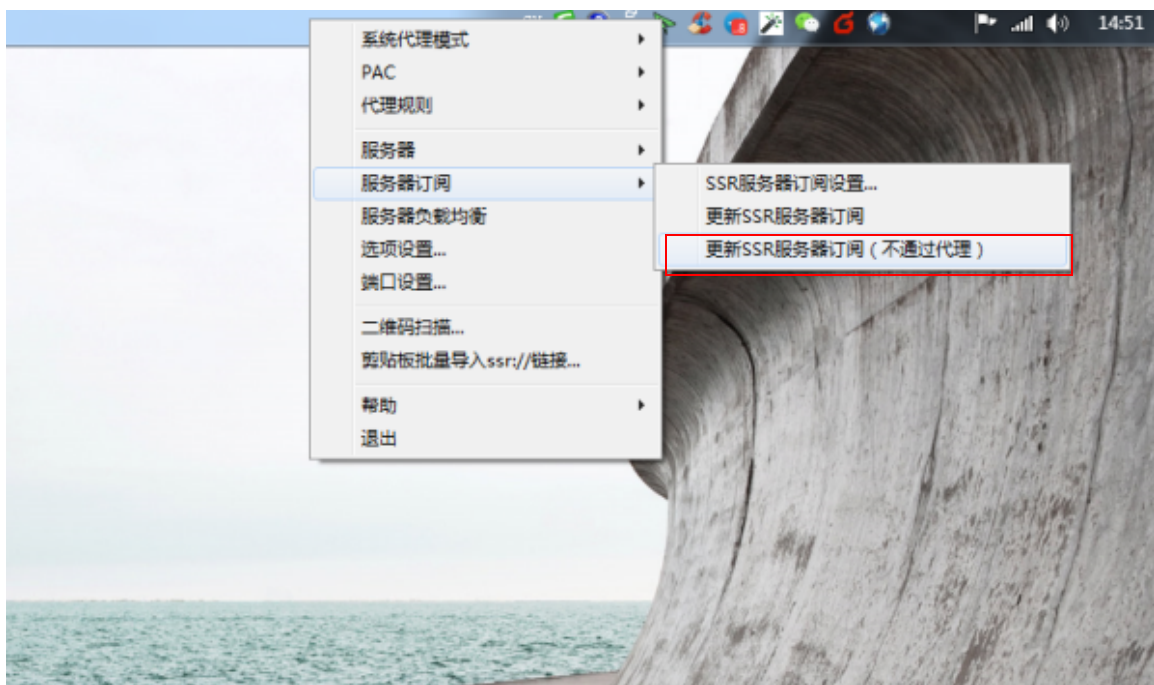 14:51
系统代理模式
PAC
代理规则
服务器
服务器订阅
服务器负载均衡
选项设置...
端口设置...
二维码扫描...
剪贴板批量导入ssr://链接...
帮助
退出
SSR服务器订阅设置...
更新SSR服务器订阅
更新SSR服务器订阅（不通过代理）